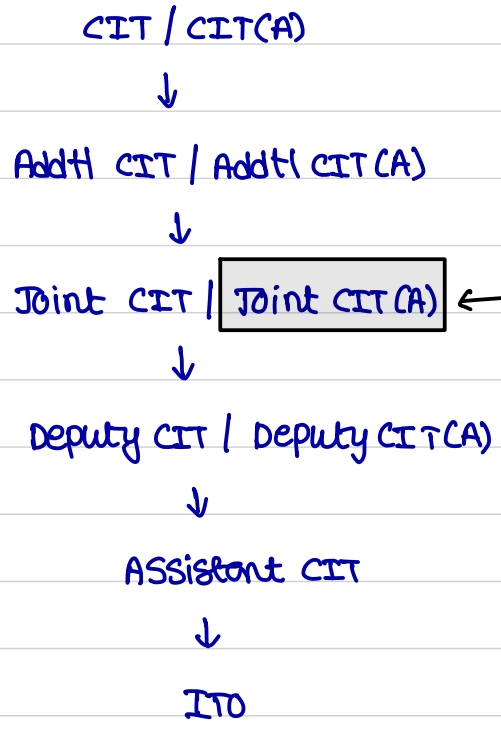 CIT / CIT(A)
↓
Addtl CIT / Addtl CIT(A)
↓
Joint CIT / Joint CIT(A) ←
↓
Deputy CIT / Deputy CIT(A)
↓
Assistant CIT
↓
ITO